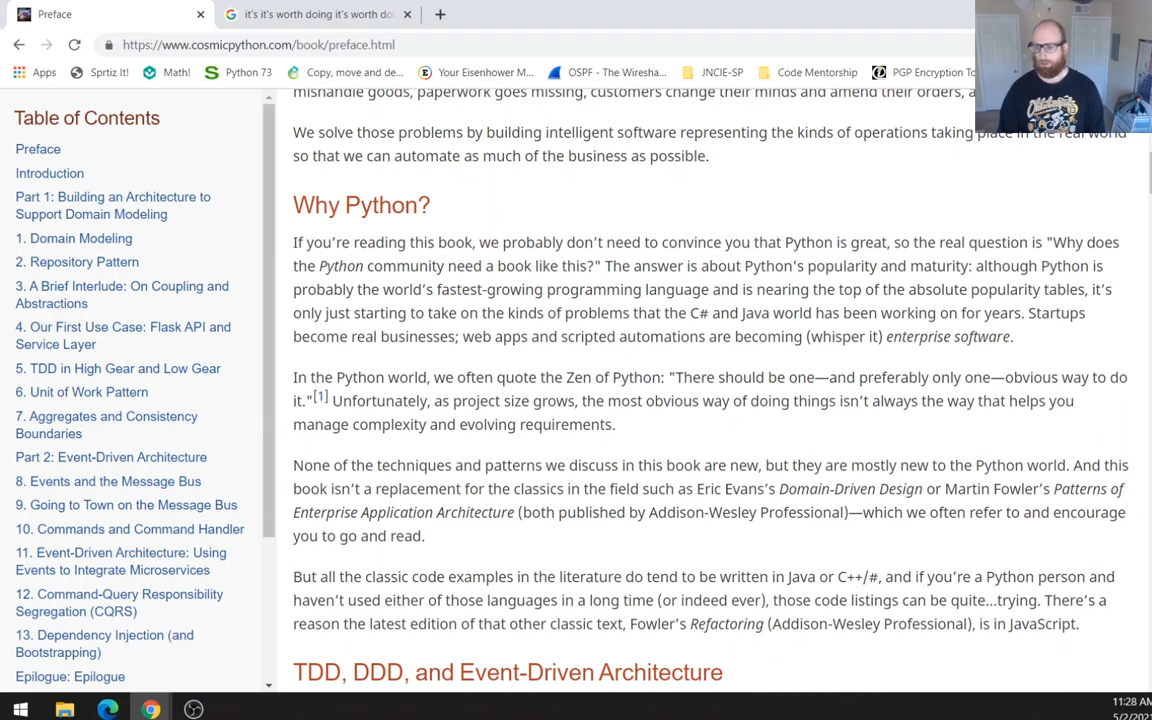 Preface
it's it's worth doing it's worth do
https://www.cosmicpython.com/book/preface.html
Apps
Sprtiz It!
Math!
Python 73
Copy, move and de...
Your Eisenhower M...
OSPF - The Wiresha...
JNCIE-SP
Code Mentorship
PGP Encryption To
Table of Contents
Preface
Introduction
Part 1: Building an Architecture to
Support Domain Modeling
1. Domain Modeling
2. Repository Pattern
3. A Brief Interlude: On Coupling and
Abstractions
4. Our First Use Case: Flask API and
Service Layer
5. TDD in High Gear and Low Gear
6. Unit of Work Pattern
7. Aggregates and Consistency
Boundaries
Part 2: Event-Driven Architecture
8. Events and the Message Bus
9. Going to Town on the Message Bus
10. Commands and Command Handler
11. Event-Driven Architecture: Using
Events to Integrate Microservices
12. Command-Query Responsibility
Segregation (CQRS)
13. Dependency Injection (and
Bootstrapping)
Epilogue: Epilogue
mishandle goods, paperwork goes missing, customers change their minds and amend their orders, a
We solve those problems by building intelligent software representing the kinds of operations taking place in the real world
so that we can automate as much of the business as possible.
Why Python?
If you're reading this book, we probably don't need to convince you that Python is great, so the real question is "Why does
the Python community need a book like this?" The answer is about Python's popularity and maturity: although Python is
probably the world's fastest-growing programming language and is nearing the top of the absolute popularity tables, it's
only just starting to take on the kinds of problems that the C# and Java world has been working on for years. Startups
become real businesses; web apps and scripted automations are becoming (whisper it) enterprise software.
In the Python world, we often quote the Zen of Python: "There should be one—and preferably only one—obvious way to do
it."[1] Unfortunately, as project size grows, the most obvious way of doing things isn't always the way that helps you
manage complexity and evolving requirements.
None of the techniques and patterns we discuss in this book are new, but they are mostly new to the Python world. And this
book isn't a replacement for the classics in the field such as Eric Evans's Domain-Driven Design or Martin Fowler's Patterns of
Enterprise Application Architecture (both published by Addison-Wesley Professional)—which we often refer to and encourage
you to go and read.
But all the classic code examples in the literature do tend to be written in Java or C++/#, and if you're a Python person and
haven't used either of those languages in a long time (or indeed ever), those code listings can be quite…trying. There's a
reason the latest edition of that other classic text, Fowler's Refactoring (Addison-Wesley Professional), is in JavaScript.
TDD, DDD, and Event-Driven Architecture
11:28 AM
5/2/202